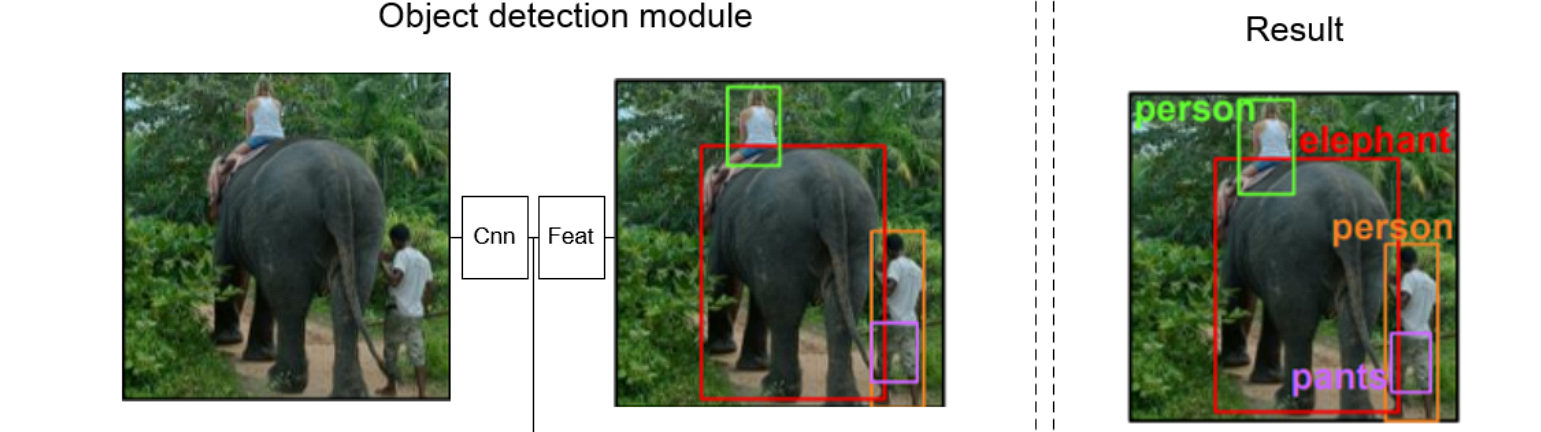 Object detection module
Result
Cnn
Feat
person
elephant
person
pants